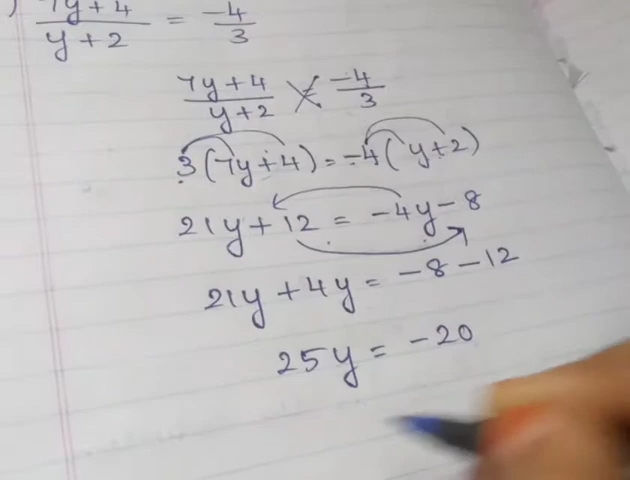 ) 7y+4/y+2 = -4/3
7y+4/y+2 = -4/3
3(7y+4) = -4(y+2)
21y+12 = -4y-8
21y+4y = -8-12
25y = -20